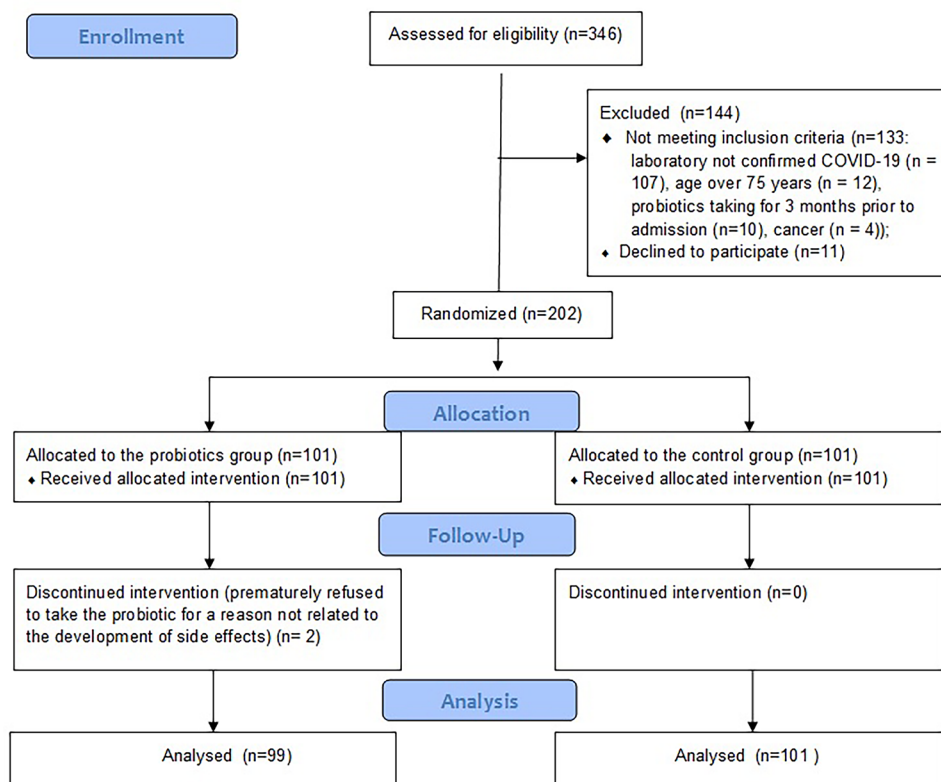 Enrollment
Assessed for eligibility (n=346)
Excluded (n=144)
♦ Not meeting inclusion criteria (n=133:
laboratory not confirmed COVID-19 (n =
107), age over 75 years (n = 12),
probiotics taking for 3 months prior to
admission (n=10), cancer (n = 4));
♦ Declined to participate (n=11)
Randomized (n=202)
Allocation
Allocated to the probiotics group (n=101)
♦ Received allocated intervention (n=101)
Allocated to the control group (n=101)
♦ Received allocated intervention (n=101)
Follow-Up
Discontinued intervention (prematurely refused
to take the probiotic for a reason not related to
the development of side effects) (n= 2)
Discontinued intervention (n=0)
Analysis
Analysed (n=99)
Analysed (n=101 )